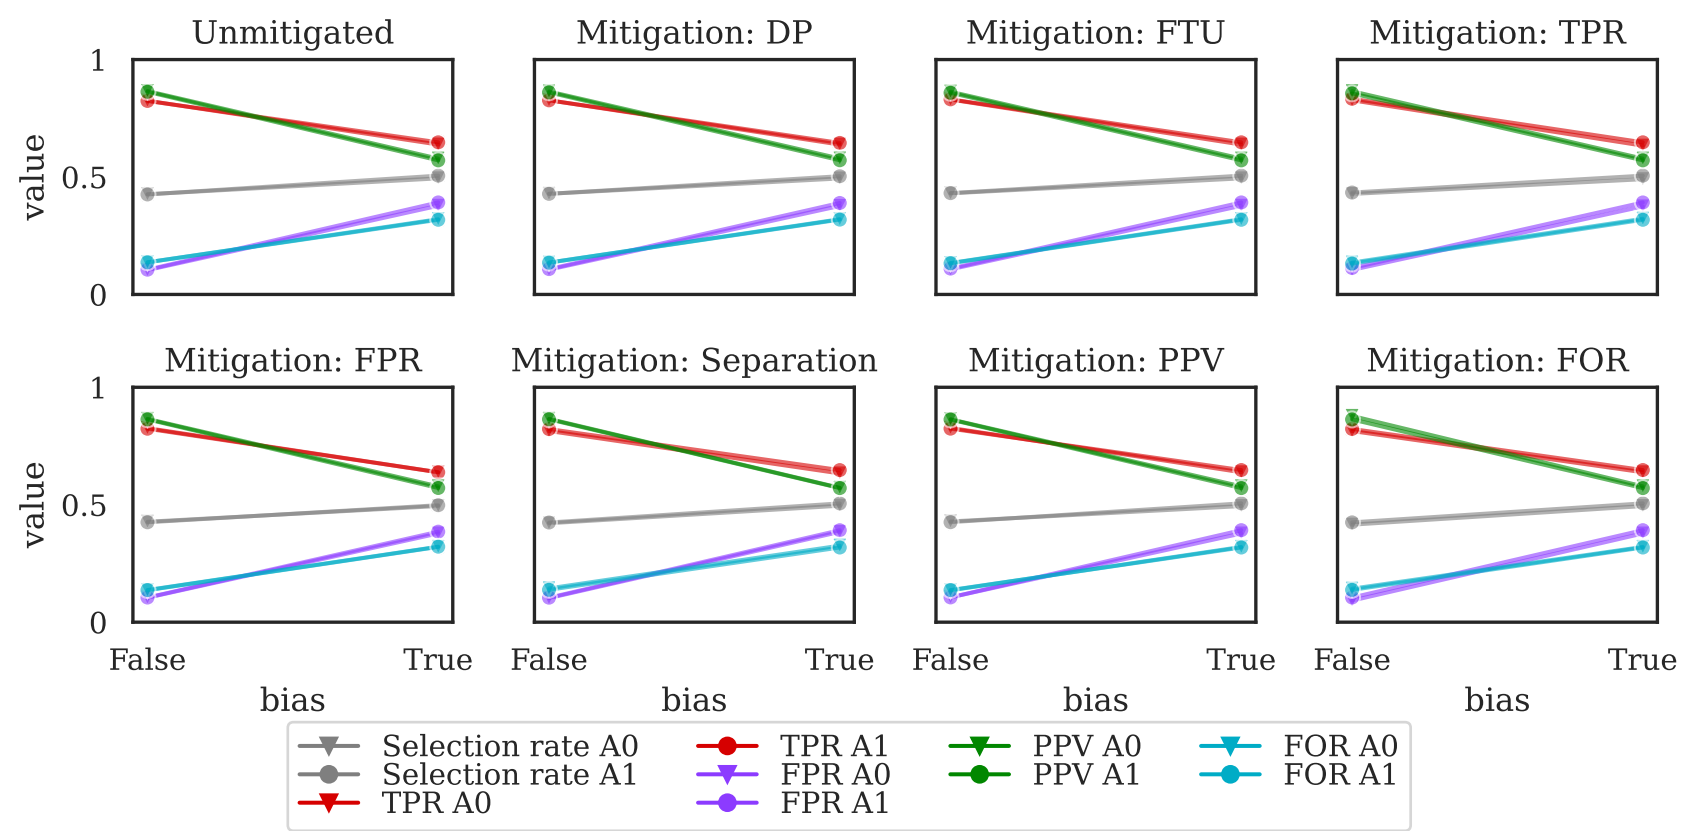 Unmitigated Mitigation: DP Mitigation: FTU Mitigation: TPR
1
value
0.5
0
Mitigation: FPR Mitigation: Separation Mitigation: PPV Mitigation: FOR
1
value
0.5
0
False True False True False True False True
bias bias bias bias
Selection rate A0 TPR A1 PPV A0 FOR A0
Selection rate A1 FPR A0 PPV A1 FOR A1
TPR A0 FPR A1